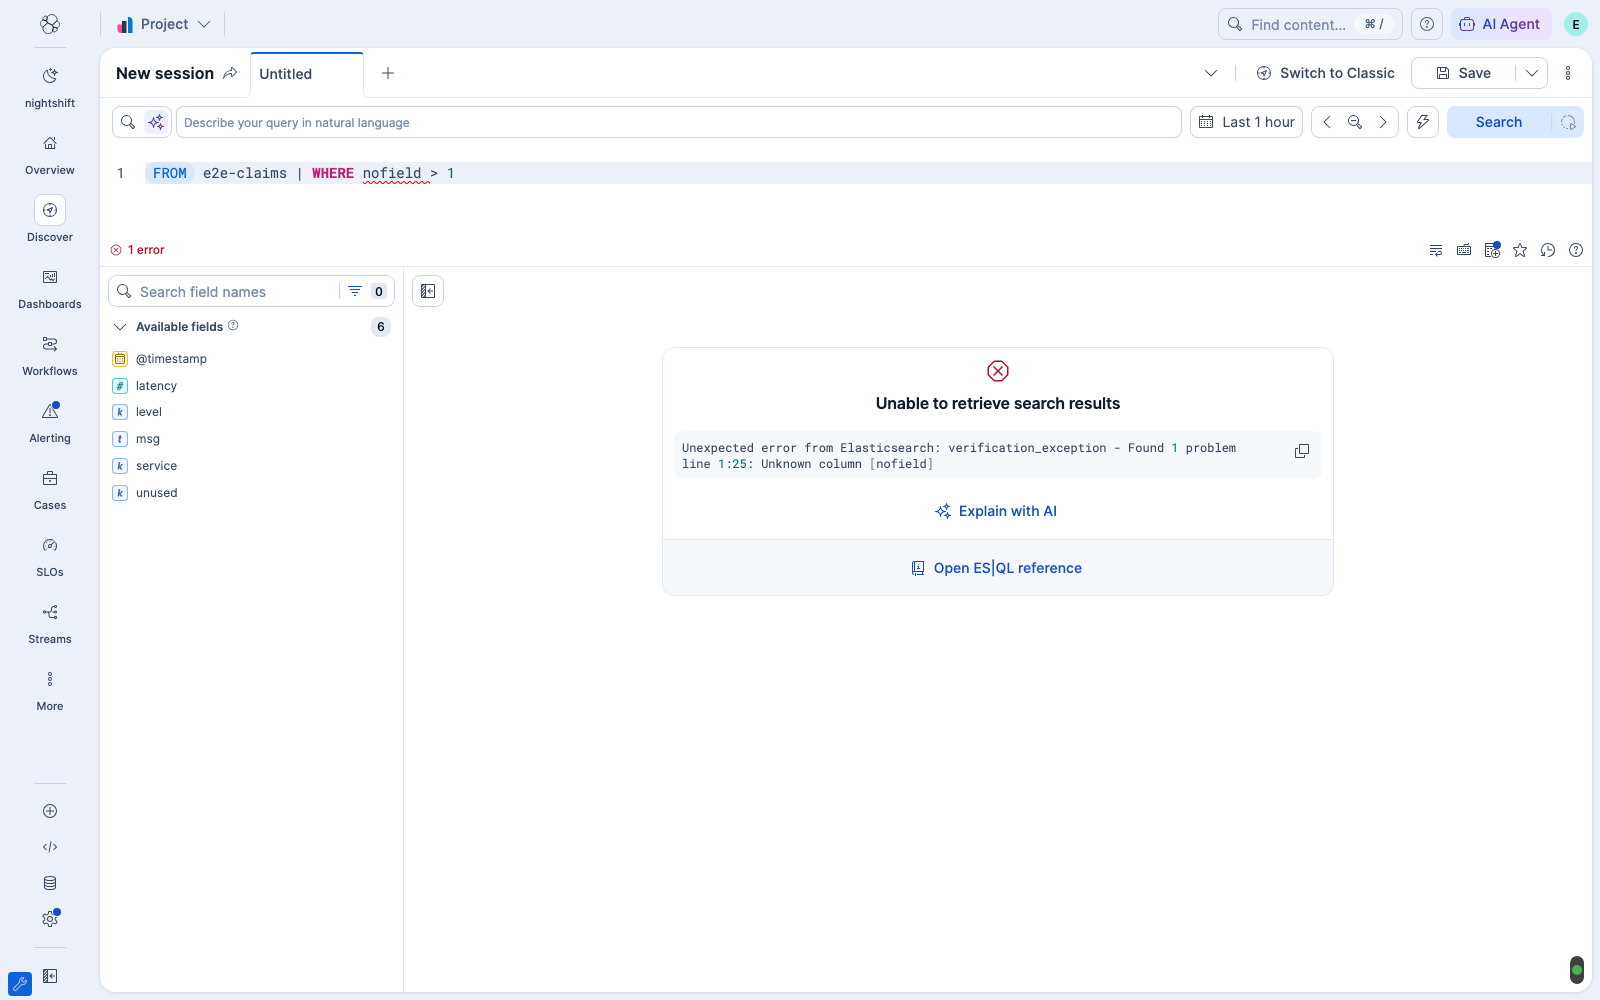 Project
Find content...
⌘ /
AI Agent
E
New session
Untitled
Switch to Classic
Save
nightshift
Overview
Discover
Dashboards
Workflows
Alerting
Cases
SLOs
Streams
More
Describe your query in natural language
Last 1 hour
Search
1 FROM e2e-claims | WHERE nofield > 1
1 error
Search field names
0
Available fields
6
@timestamp
# latency
k level
t msg
k service
k unused
Unable to retrieve search results
Unexpected error from Elasticsearch: verification_exception - Found 1 problem
line 1:25: Unknown column [nofield]
Explain with AI
Open ES|QL reference